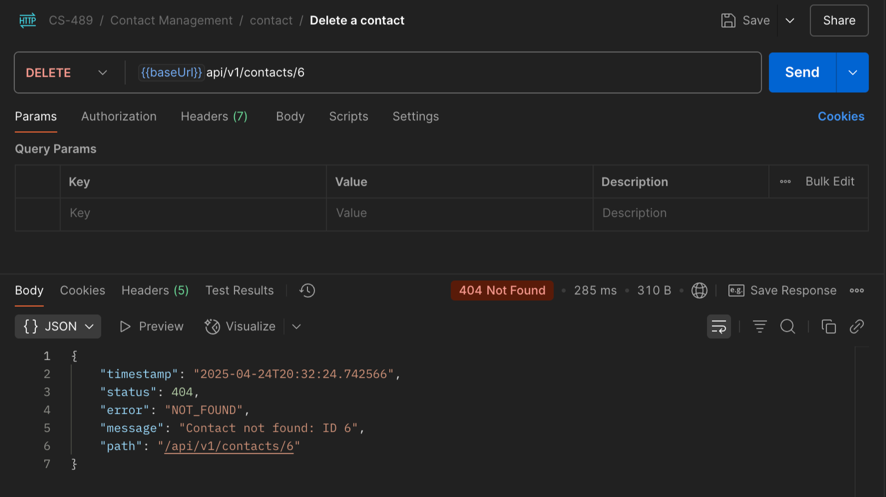 HTTP CS-489 / Contact Management / contact / Delete a contact Save Share
DELETE {{baseUrl}} api/v1/contacts/6 Send
Params Authorization Headers (7) Body Scripts Settings Cookies
Query Params
Key Value Description Bulk Edit
Key Value Description
Body Cookies Headers (5) Test Results 404 Not Found 285 ms 310 B e.g. Save Response
{} JSON Preview Visualize
1 {
2 "timestamp": "2025-04-24T20:32:24.742566",
3 "status": 404,
4 "error": "NOT_FOUND",
5 "message": "Contact not found: ID 6",
6 "path": "/api/v1/contacts/6"
7 }